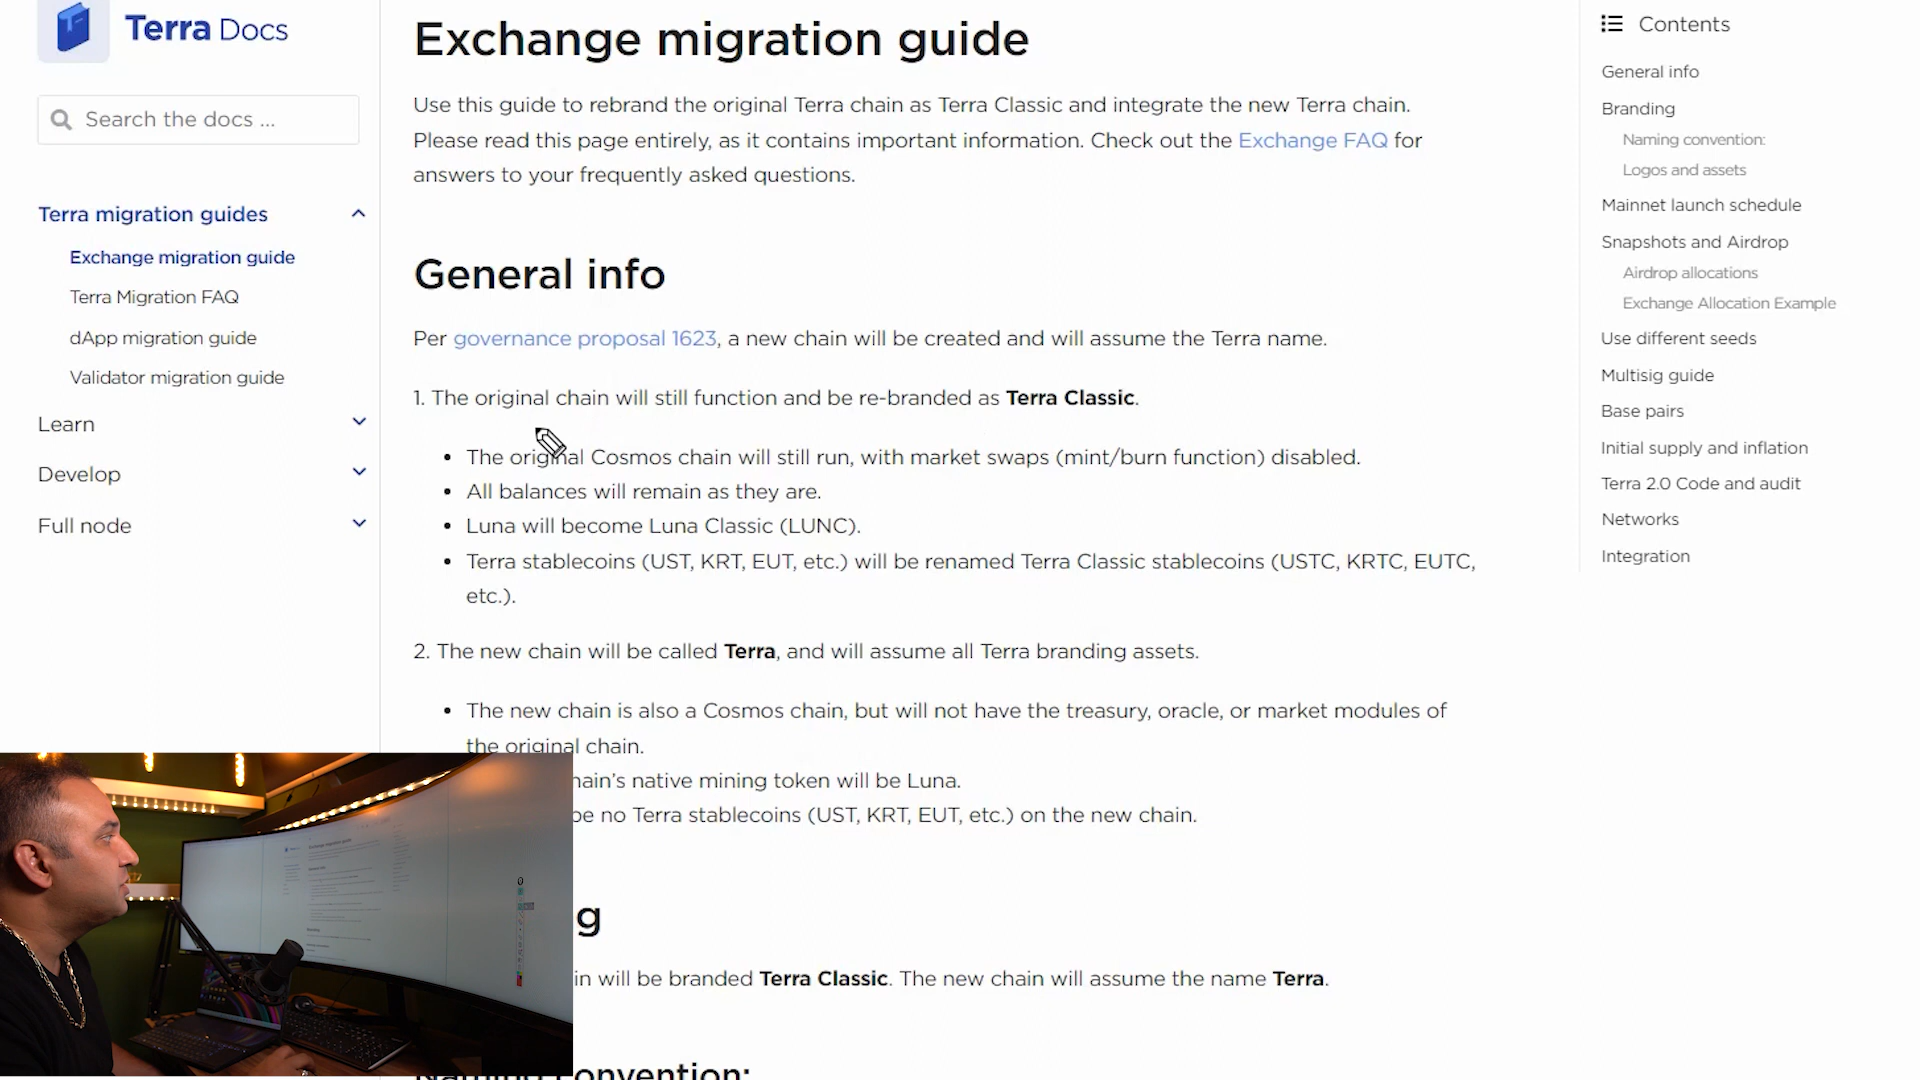 Terra Docs
Search the docs ...
Terra migration guides
Exchange migration guide
Terra Migration FAQ
dApp migration guide
Validator migration guide
Learn
Develop
Full node
Exchange migration guide
Use this guide to rebrand the original Terra chain as Terra Classic and integrate the new Terra chain.
Please read this page entirely, as it contains important information. Check out the Exchange FAQ for
answers to your frequently asked questions.
General info
Per governance proposal 1623, a new chain will be created and will assume the Terra name.
1. The original chain will still function and be re-branded as Terra Classic.
• The original Cosmos chain will still run, with market swaps (mint/burn function) disabled.
• All balances will remain as they are.
• Luna will become Luna Classic (LUNC).
• Terra stablecoins (UST, KRT, EUT, etc.) will be renamed Terra Classic stablecoins (USTC, KRTC, EUTC,
etc.).
2. The new chain will be called Terra, and will assume all Terra branding assets.
• The new chain is also a Cosmos chain, but will not have the treasury, oracle, or market modules of
the original chain.
hain’s native mining token will be Luna.
be no Terra stablecoins (UST, KRT, EUT, etc.) on the new chain.
g
in will be branded Terra Classic. The new chain will assume the name Terra.
convention:
Contents
General info
Branding
Naming convention:
Logos and assets
Mainnet launch schedule
Snapshots and Airdrop
Airdrop allocations
Exchange Allocation Example
Use different seeds
Multisig guide
Base pairs
Initial supply and inflation
Terra 2.0 Code and audit
Networks
Integration